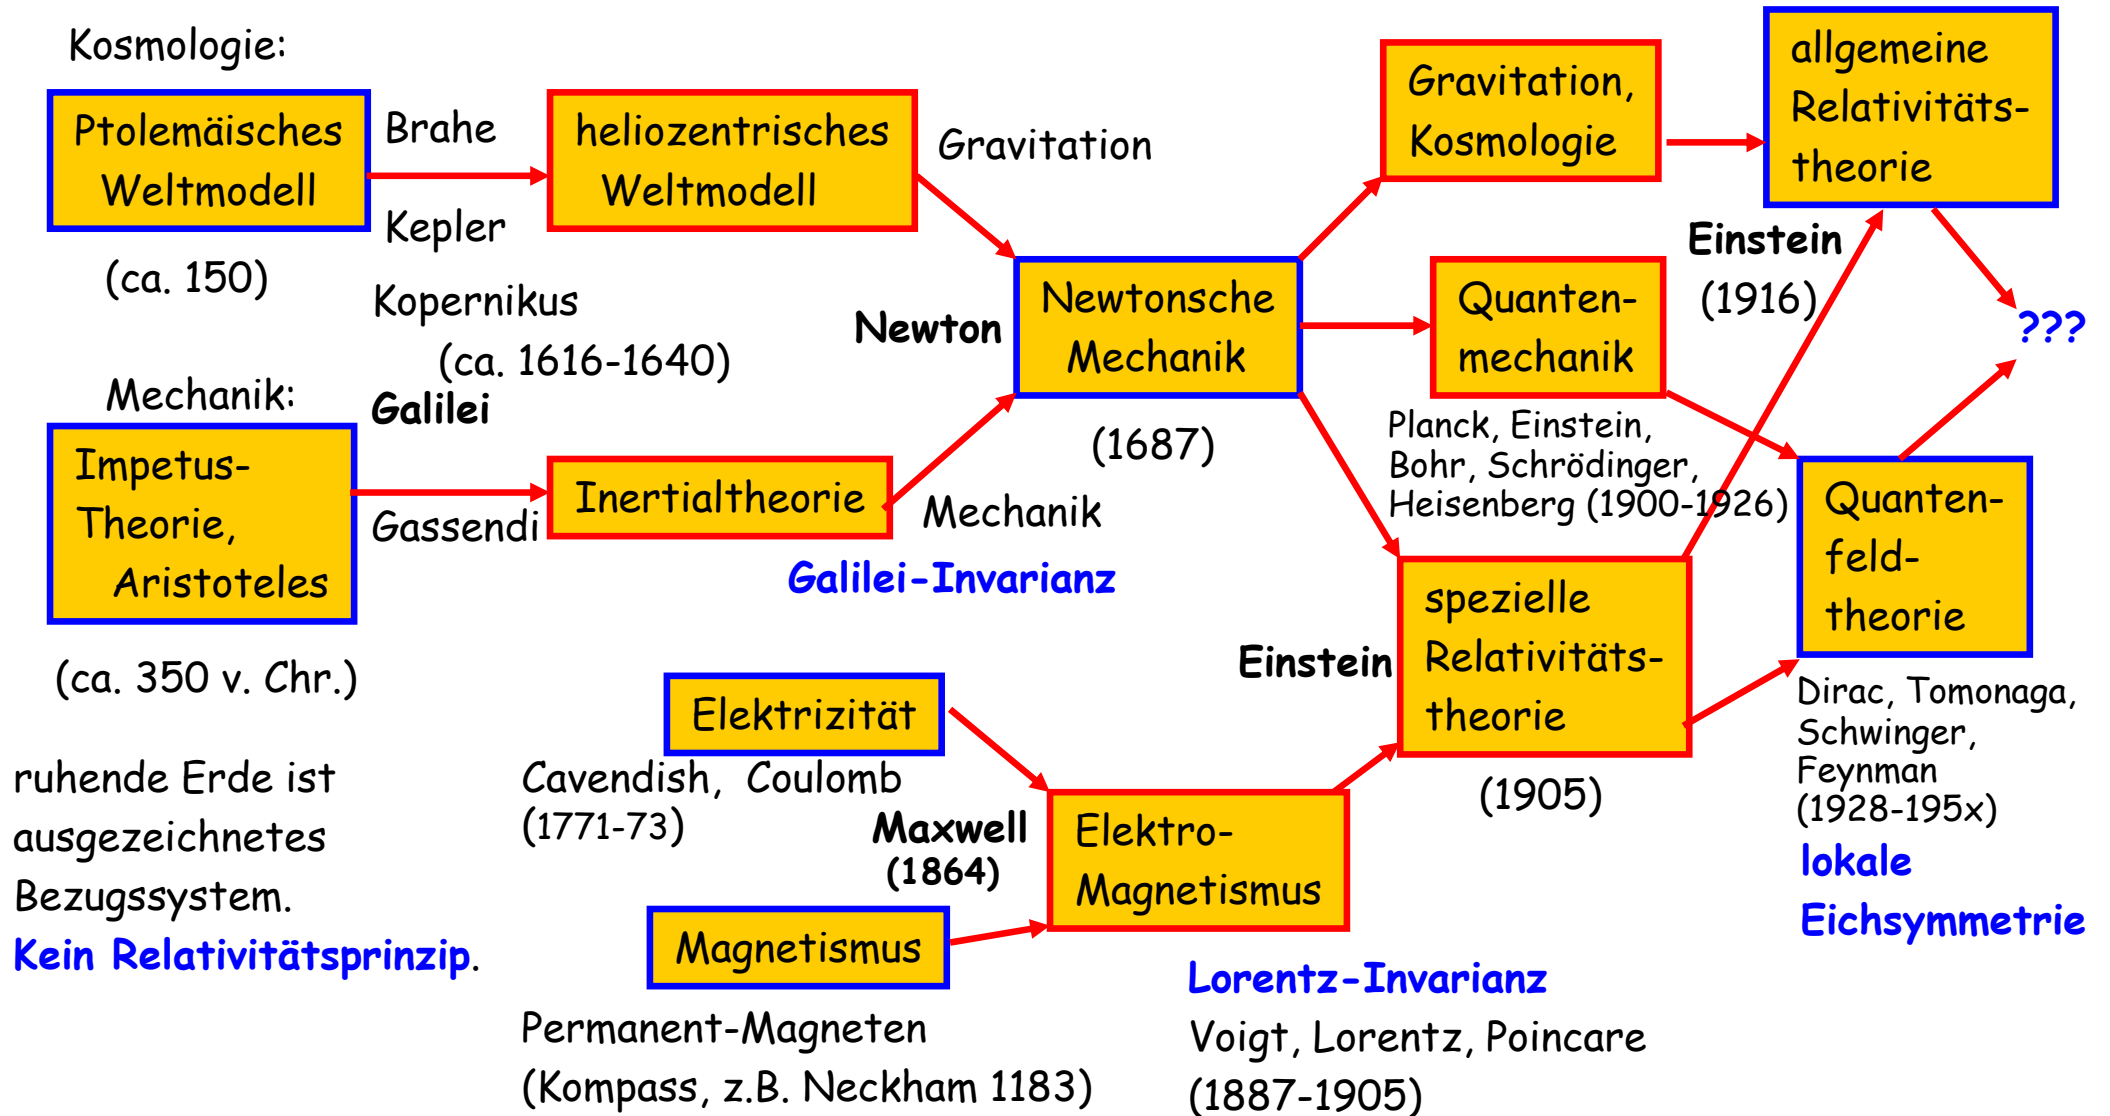 Kosmologie:
Ptolemäisches
Weltmodell
(ca. 150)
Brahe
Kepler
Kopernikus
(ca. 1616-1640)
heliozentrisches
Weltmodell
Gravitation
Mechanik:
Impetus-
Theorie,
Aristoteles
(ca. 350 v. Chr.)
Galilei
Gassendi
Inertialtheorie
Mechanik
Galilei-Invarianz
Newton
Newtonsche
Mechanik
(1687)
Gravitation,
Kosmologie
allgemeine
Relativitäts-
theorie
Einstein
(1916)
Quanten-
mechanik
Planck, Einstein,
Bohr, Schrödinger,
Heisenberg (1900-1926)
???
Quanten-
feld-
theorie
Dirac, Tomonaga,
Schwinger,
Feynman
(1928-195x)
lokale
Eichsymmetrie
Einstein
spezielle
Relativitäts-
theorie
(1905)
ruhende Erde ist
ausgezeichnetes
Bezugssystem.
Kein Relativitätsprinzip.
Elektrizität
Cavendish, Coulomb
(1771-73)
Maxwell
(1864)
Elektro-
Magnetismus
Magnetismus
Permanent-Magneten
(Kompass, z.B. Neckham 1183)
Lorentz-Invarianz
Voigt, Lorentz, Poincare
(1887-1905)